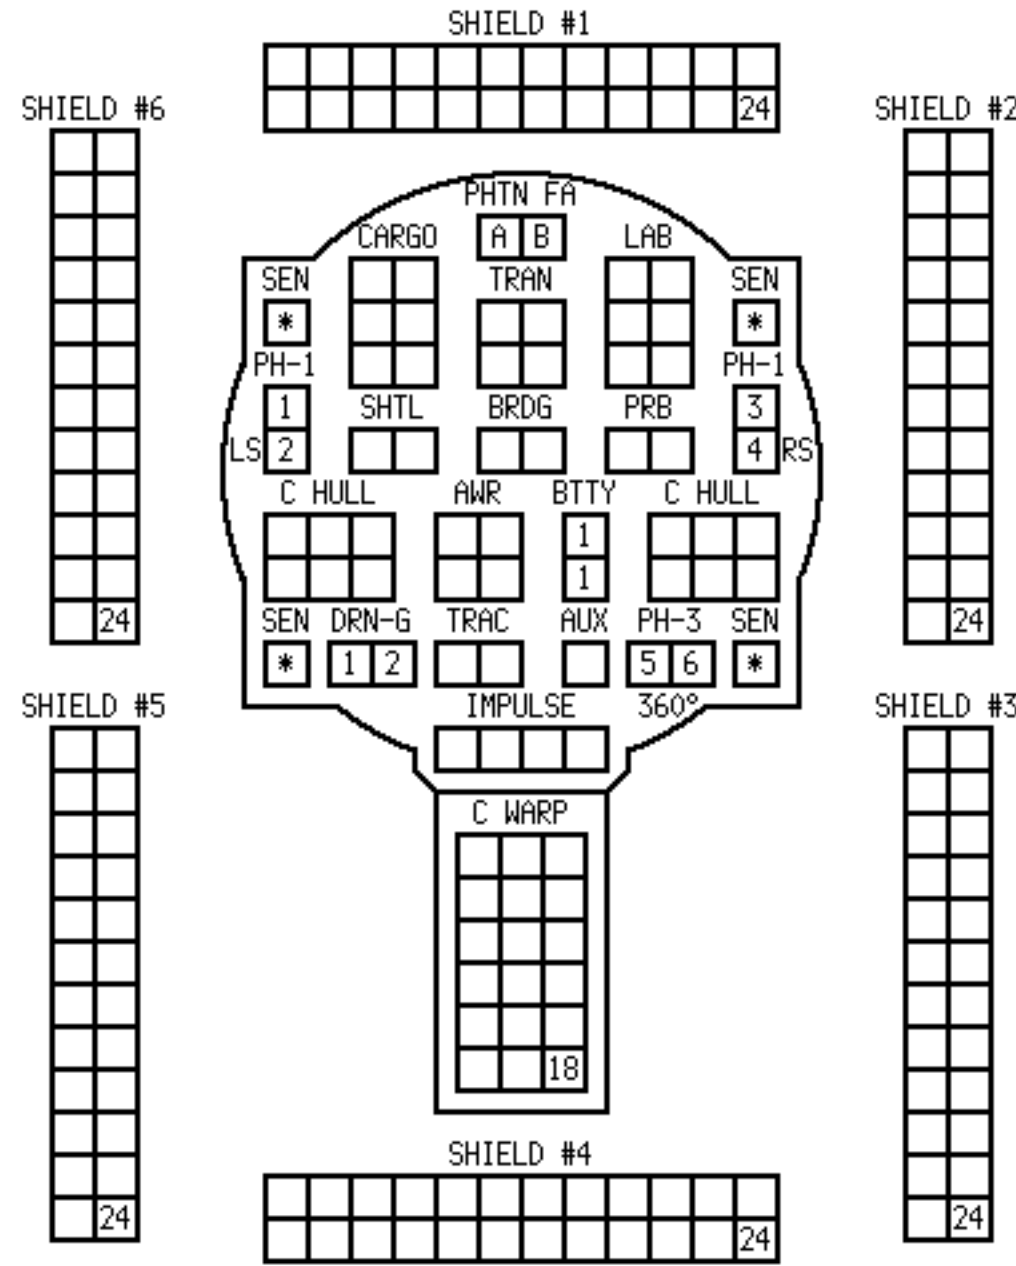 SHIELD #1
24
SHIELD #6
SHIELD #2
PHTN FA
CARGO A B LAB
SEN TRAN SEN
* *
PH-1 PH-1
1 SHTL BRDG PRB 3
LS 2 4 RS
C HULL AWR BTTY C HULL
1
1
24 SEN DRN-G TRAC AUX PH-3 SEN 24
* 1 2 5 6 *
SHIELD #5 IMPULSE 360° SHIELD #3
C WARP
18
SHIELD #4
24 24
24